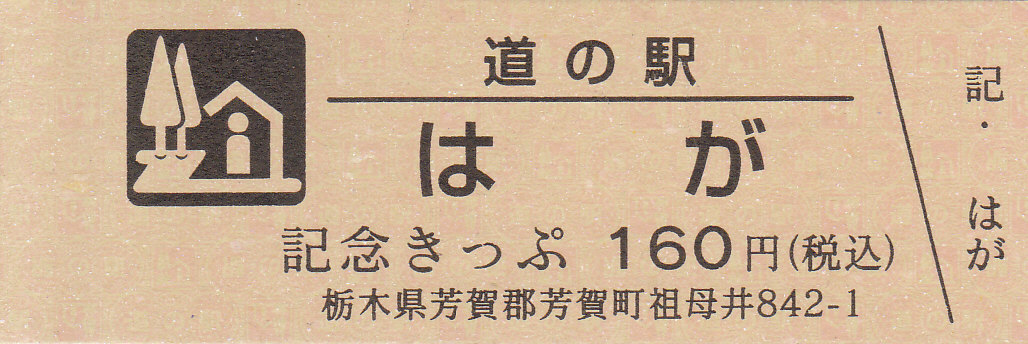 道の駅
はが
記念きっぷ 160円(税込)
栃木県芳賀郡芳賀町祖母井842-1
記・はが